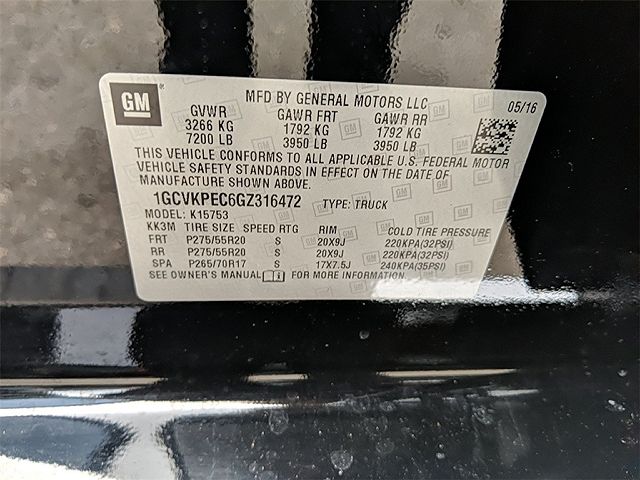 GM
MFD BY GENERAL MOTORS LLC
05/16
GVWR GAWR FRT GAWR RR
3266 KG 1792 KG 1792 KG
7200 LB 3950 LB 3950 LB
THIS VEHICLE CONFORMS TO ALL APPLICABLE U.S. FEDERAL MOTOR
VEHICLE SAFETY STANDARDS IN EFFECT ON THE DATE OF
MANUFACTURE SHOWN ABOVE.
1GCVKPEC6GZ316472 TYPE: TRUCK
MODEL: K15753
KK3M TIRE SIZE SPEED RTG RIM COLD TIRE PRESSURE
FRT P275/55R20 S 20X9J 220KPA(32PSI)
RR P275/55R20 S 20X9J 220KPA(32PSI)
SPA P265/70R17 S 17X7.5J 240KPA(35PSI)
SEE OWNER'S MANUAL FOR MORE INFORMATION